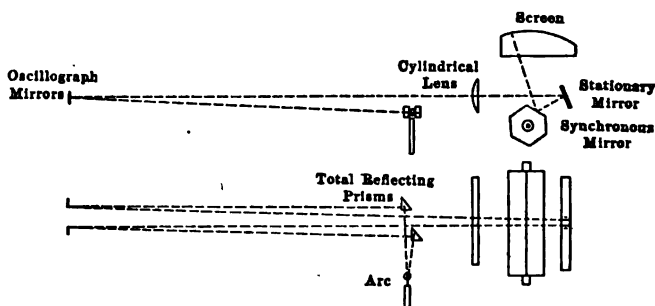 Screen
Oscillograph
Mirrors
Cylindrical
Lens
Stationary
Mirror
Synchronous
Mirror
Total Reflecting
Prisms
Arc